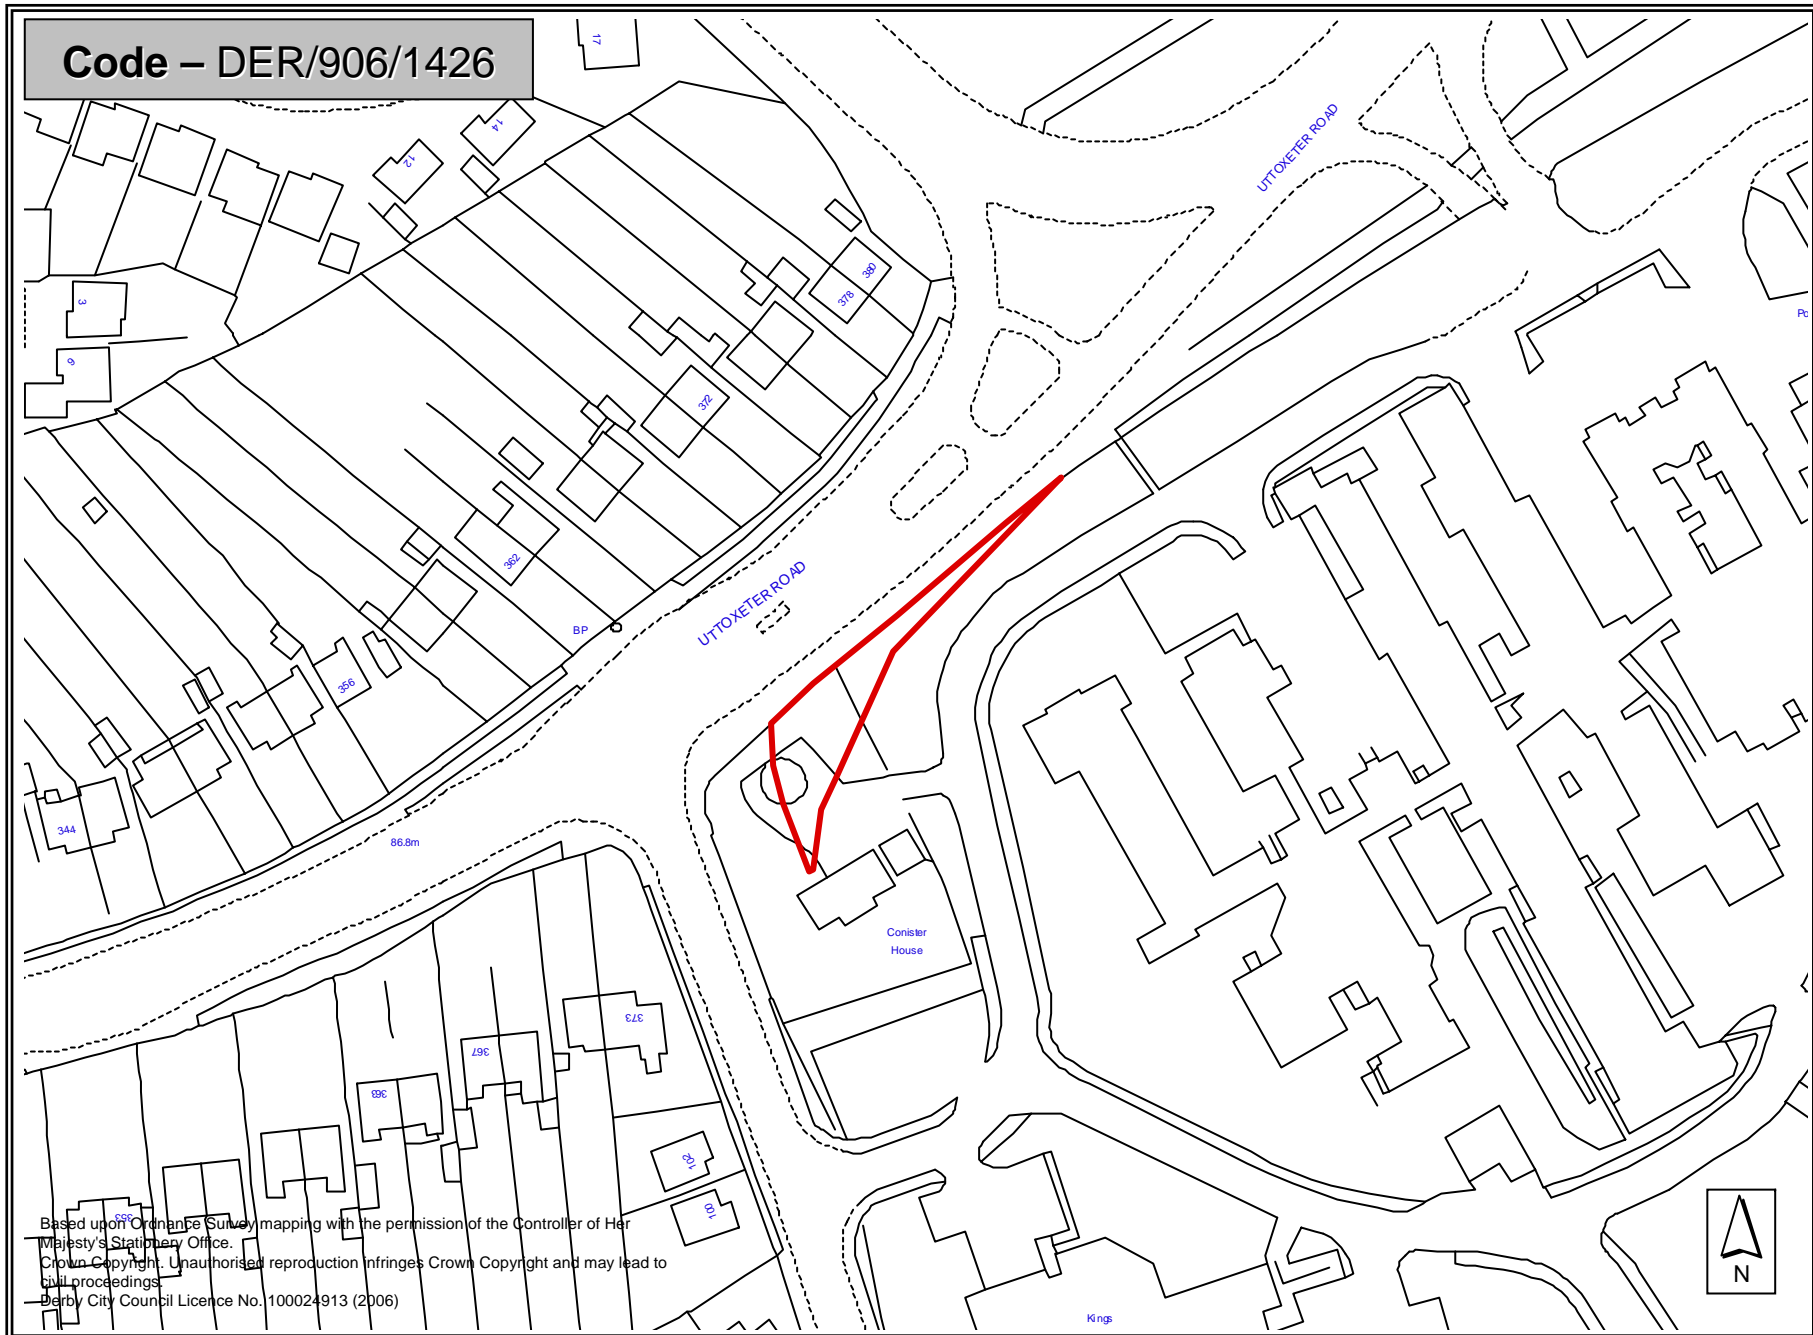 Code – DER/906/1426
17
14
12
UTTOXETER ROAD
380
378
3
9
372
362
UTTOXETER ROAD
BP
356
344
86.8m
Conister
House
373
367
363
102
100
353
Based upon Ordnance Survey mapping with the permission of the Controller of Her
Majesty's Stationery Office.
Crown Copyright. Unauthorised reproduction infringes Crown Copyright and may lead to
civil proceedings.
Derby City Council Licence No. 100024913 (2006)
Kings
N